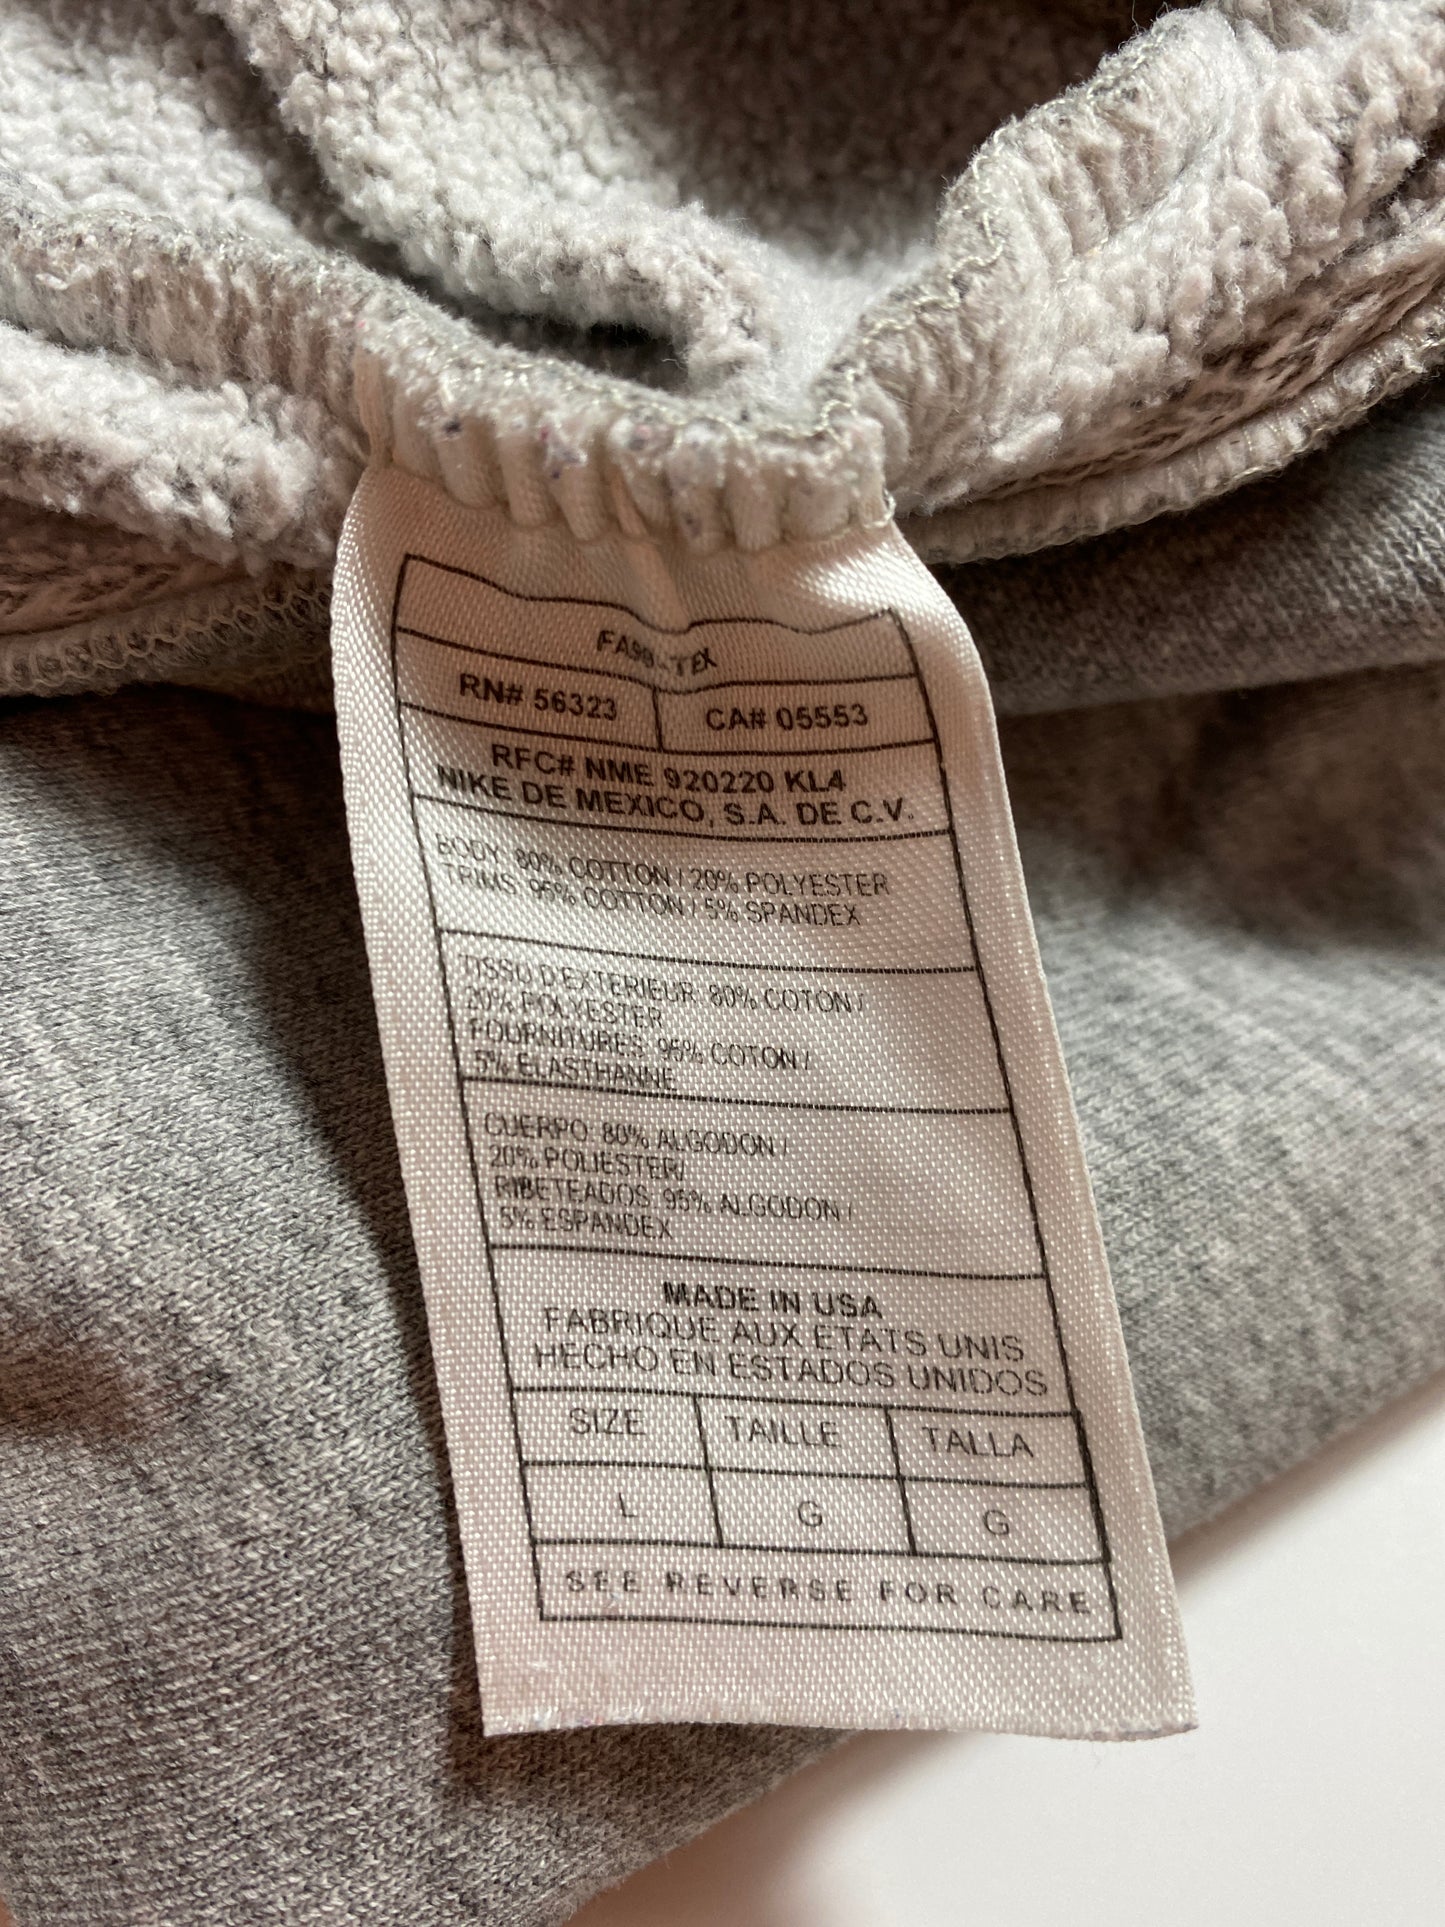 RN# 56323 CA# 05553
RFC# NME 920220 KL4
NIKE DE MEXICO, S.A. DE C.V.
BODY: 80% COTTON / 20% POLYESTER
TRIMS: 95% COTTON / 5% SPANDEX
TISSU D'EXTERIEUR: 80% COTON /
20% POLYESTER
FOURNITURES: 95% COTON /
5% ELASTHANNE
CUERPO: 80% ALGODON /
20% POLIESTER/
RIBETEADOS: 95% ALGODON /
5% ESPANDEX
MADE IN USA
FABRIQUE AUX ETATS UNIS
HECHO EN ESTADOS UNIDOS
SIZE TAILLE TALLA
L G G
SEE REVERSE FOR CARE